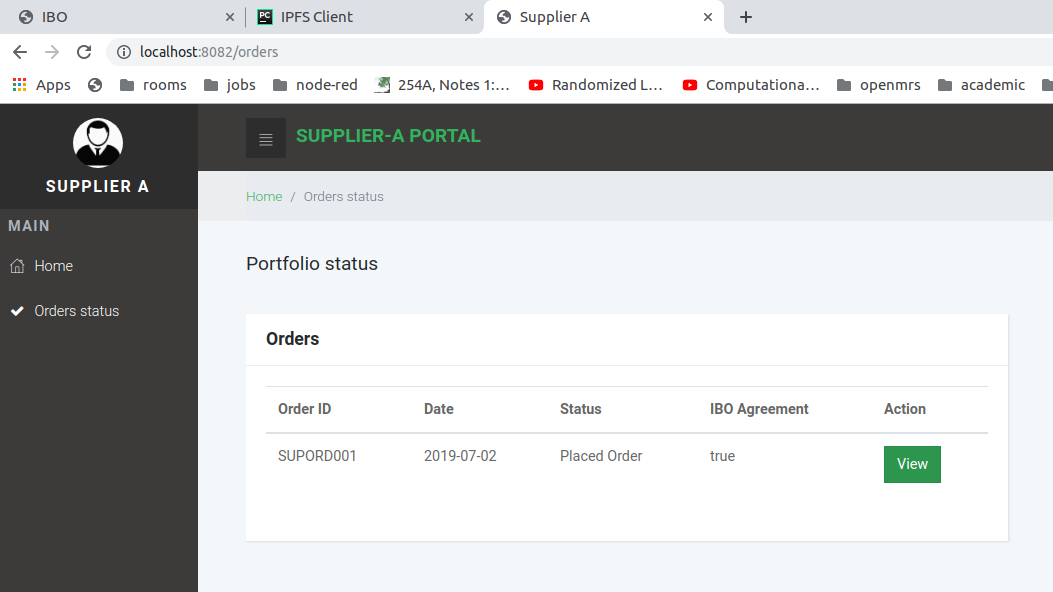 IBO
PC IPFS Client
Supplier A
localhost:8082/orders
Apps rooms jobs node-red 254A, Notes 1:... Randomized L... Computationa... openmrs academic
SUPPLIER A
SUPPLIER-A PORTAL
MAIN
Home
Orders status
Home / Orders status
Portfolio status
Orders
Order ID Date Status IBO Agreement Action
SUPORD001 2019-07-02 Placed Order true View